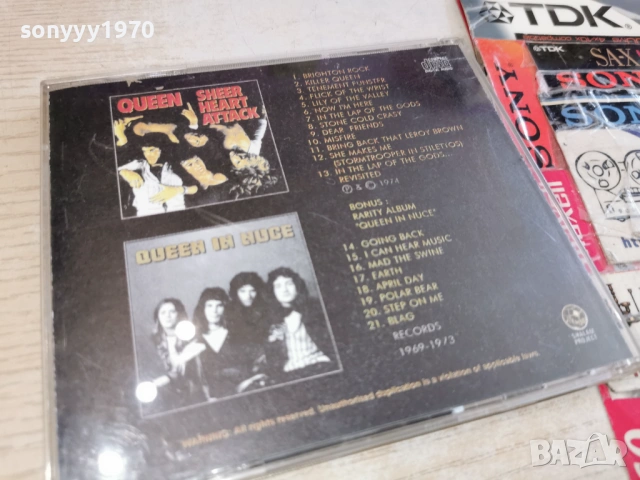 sonyyy1970
QUEEN SHEER
HEART
ATTACK
1. BRIGHTON ROCK
2. KILLER QUEEN
3. TENEMENT FUNSTER
4. FLICK OF THE WRIST
5. LILY OF THE VALLEY
6. NOW I'M HERE
7. IN THE LAP OF THE GODS
8. STONE COLD CRASY
9. DEAR FRIENDS
10. MISFIRE
11. BRING BACK THAT LEROY BROWN
12. SHE MAKES ME
(STORMTROOPER IN STILETTOS)
13. IN THE LAP OF THE GODS...
REVISITED
℗ & © 1974
BONUS :
RARITY ALBUM
"QUEEN IN NUCE"
QUEEN IN NUCE
14. GOING BACK
15. I CAN HEAR MUSIC
16. MAD THE SWINE
17. EARTH
18. APRIL DAY
19. POLAR BEAR
20. STEP ON ME
21. BLAG
RECORDS
1969-1973
WARNING: All rights reserved. Unauthorised duplication is a violation of applicable laws.
TDK
TDK
SA-X
SONY
SONY
SONY
maxell
BAZAR